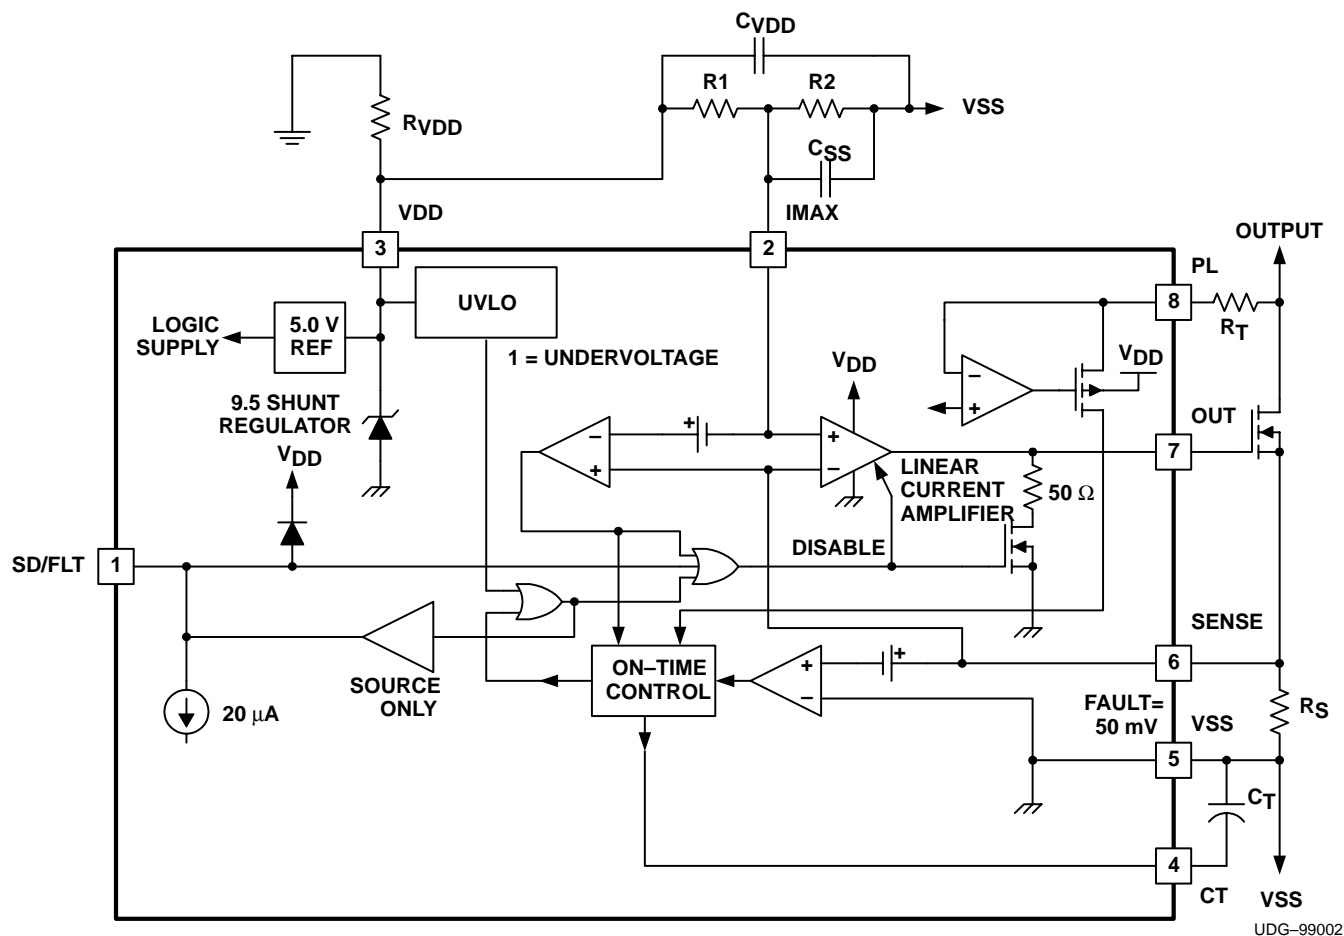 CVDD
R1
R2
VSS
RVDD
CSS
VDD
IMAX
3
2
OUTPUT
PL
UVLO
8
LOGIC
SUPPLY
5.0 V
REF
RT
1 = UNDERVOLTAGE
VDD
VDD
9.5 SHUNT
REGULATOR
+
−
+
OUT
VDD
−
+
+
−
7
LINEAR
CURRENT
AMPLIFIER
50 Ω
SD/FLT
1
DISABLE
SENSE
ON–TIME
CONTROL
+
−
+
6
SOURCE
ONLY
20 µA
FAULT=
50 mV
VSS
RS
5
CT
4
CT
VSS
UDG–99002